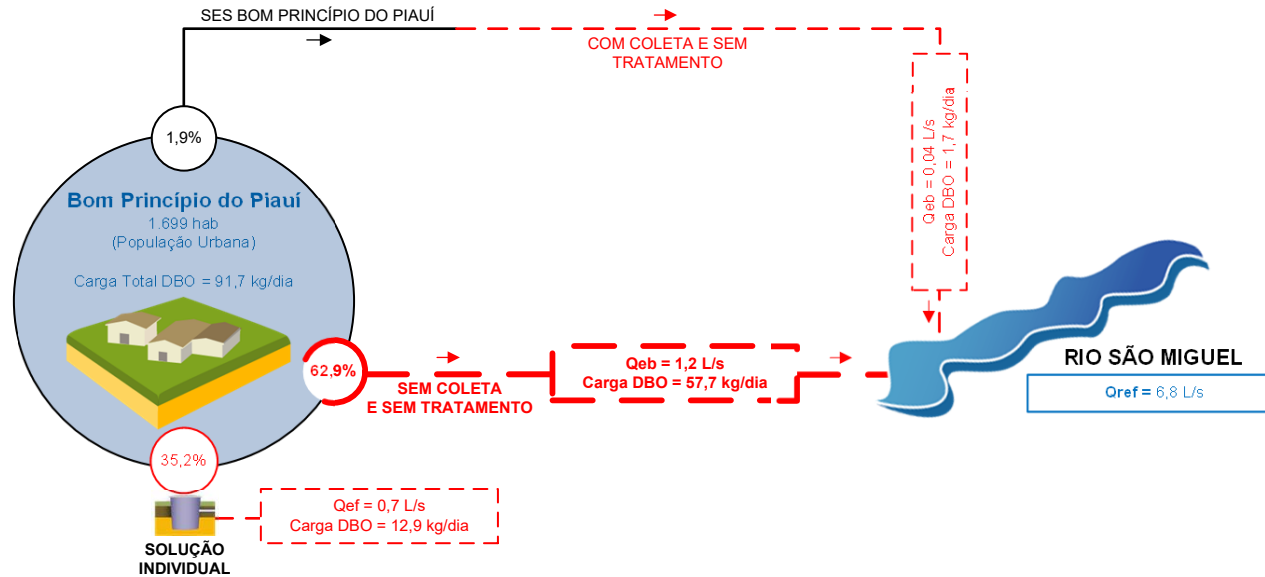 SES BOM PRINCÍPIO DO PIAUÍ
COM COLETA E SEM
TRATAMENTO
Qeb = 0,04 L/s
Carga DBO = 1,7 kg/dia
1,9%
Bom Princípio do Piauí
1.699 hab
(População Urbana)
Carga Total DBO = 91,7 kg/dia
62,9%
SEM COLETA
E SEM TRATAMENTO
Qeb = 1,2 L/s
Carga DBO = 57,7 kg/dia
RIO SÃO MIGUEL
Qref = 6,8 L/s
35,2%
Qef = 0,7 L/s
Carga DBO = 12,9 kg/dia
SOLUÇÃO
INDIVIDUAL